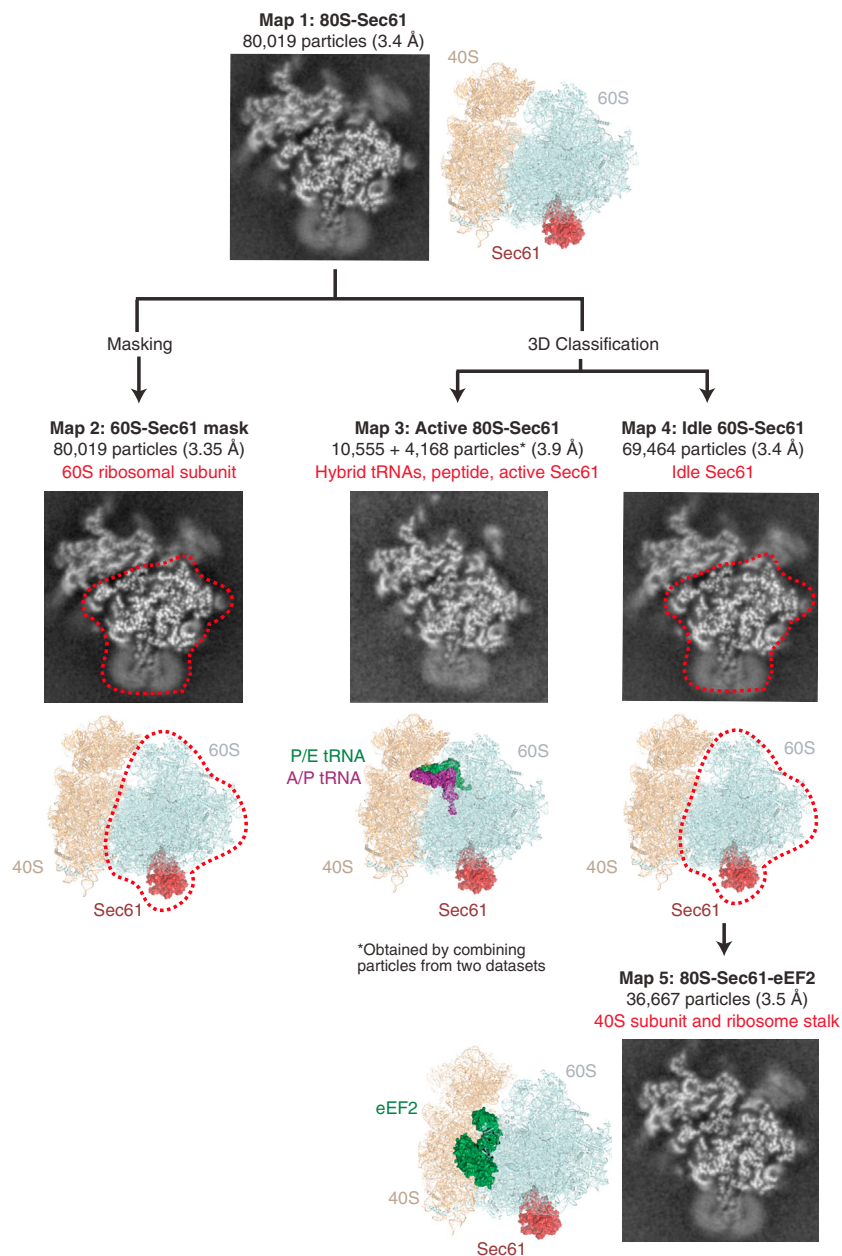 Map 1: 80S-Sec61
80,019 particles (3.4 Å)
40S
60S
Sec61
Masking
3D Classification
Map 2: 60S-Sec61 mask
80,019 particles (3.35 Å)
60S ribosomal subunit
Map 3: Active 80S-Sec61
10,555 + 4,168 particles* (3.9 Å)
Hybrid tRNAs, peptide, active Sec61
Map 4: Idle 60S-Sec61
69,464 particles (3.4 Å)
Idle Sec61
60S
40S
Sec61
P/E tRNA
A/P tRNA
60S
Sec61
60S
40S
Sec61
*Obtained by combining
particles from two datasets
Map 5: 80S-Sec61-eEF2
36,667 particles (3.5 Å)
40S subunit and ribosome stalk
60S
eEF2
40S
Sec61